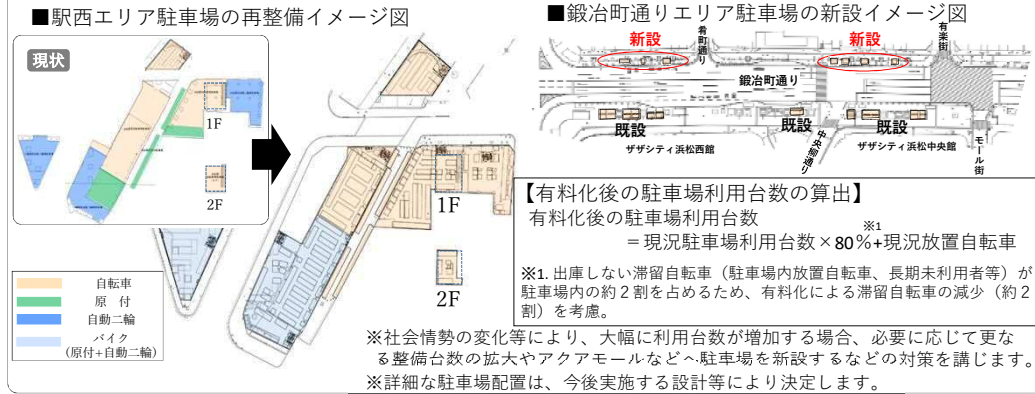 ■駅西エリア駐車場の再整備イメージ図
現状
1F
2F
1F
2F
自転車
原　付
自動二輪
バイク
(原付+自動二輪)
■鍛冶町通りエリア駐車場の新設イメージ図
新設
肴町通り
新設
有楽街
鍛冶町通り
既設
既設
既設
ザザシティ浜松西館
中央柳通り
ザザシティ浜松中央館
モール街
【有料化後の駐車場利用台数の算出】
有料化後の駐車場利用台数
＝現況駐車場利用台数×80%※1+現況放置自転車
※1. 出庫しない滞留自転車（駐車場内放置自転車、長期未利用者等）が
駐車場内の約２割を占めるため、有料化による滞留自転車の減少（約２
割）を考慮。
※社会情勢の変化等により、大幅に利用台数が増加する場合、必要に応じて更な
る整備台数の拡大やアクアモールなどへ駐車場を新設するなどの対策を講じます。
※詳細な駐車場配置は、今後実施する設計等により決定します。